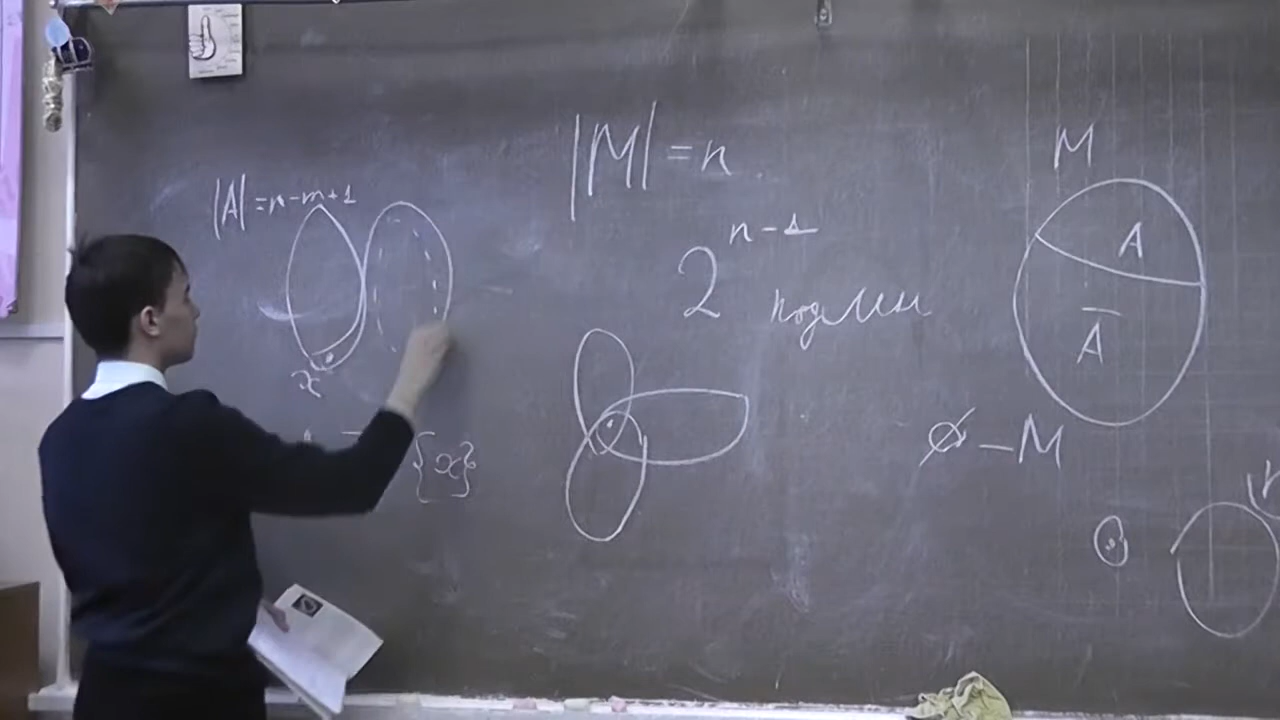 |A| = n-m+1
x
{x}
|M| = n
2^{n-1} подмн
M
A
Ā
∅ – M